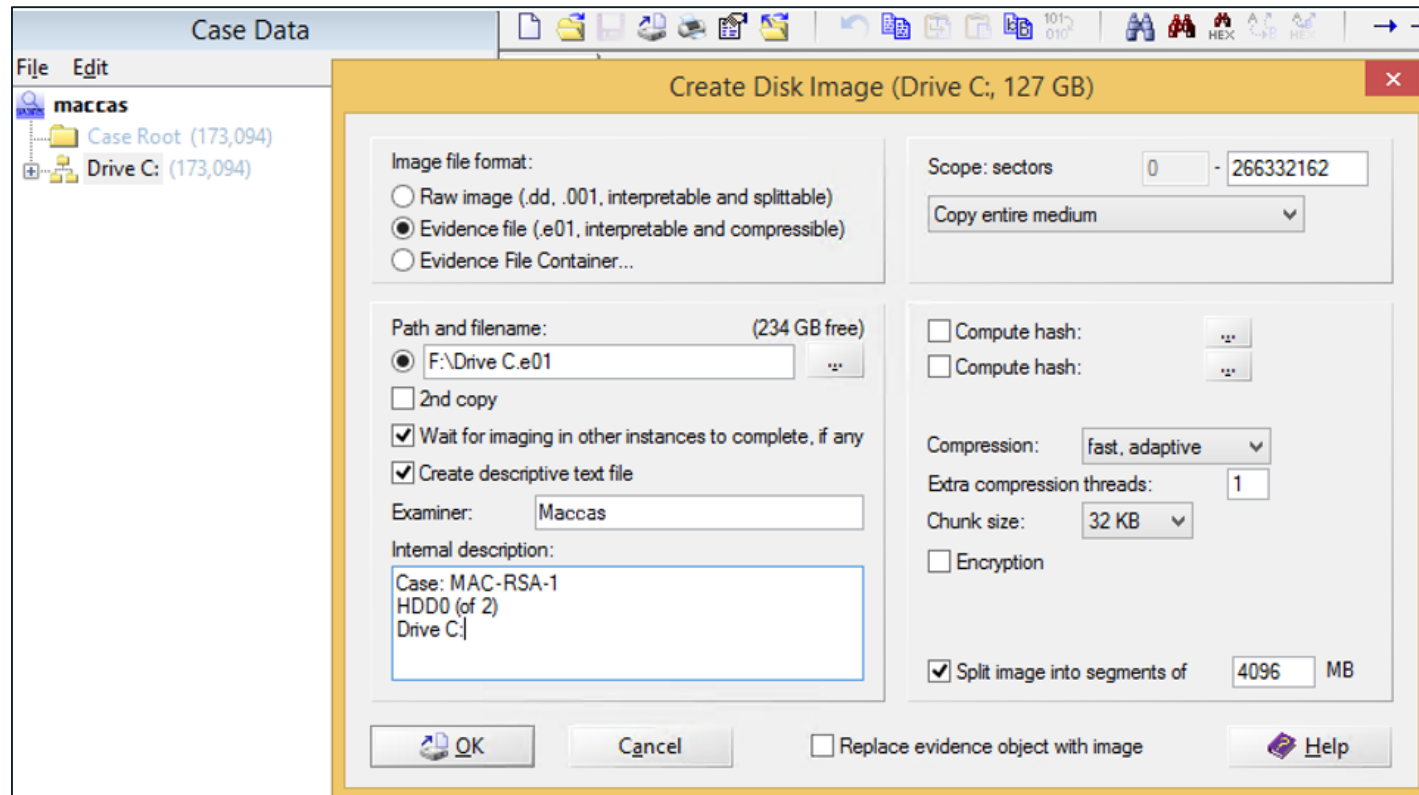 Case Data
File Edit
maccas
Case Root (173,094)
Drive C: (173,094)
101
010
HEX
Create Disk Image (Drive C:, 127 GB)
Image file format:
Raw image (.dd, .001, interpretable and splittable)
Evidence file (.e01, interpretable and compressible)
Evidence File Container...
Scope: sectors 0 - 266332162
Copy entire medium
Path and filename: (234 GB free)
F:\Drive C.e01 ...
2nd copy
Wait for imaging in other instances to complete, if any
Create descriptive text file
Examiner: Maccas
Internal description:
Case: MAC-RSA-1
HDD0 (of 2)
Drive C:
Compute hash: ...
Compute hash: ...
Compression: fast, adaptive
Extra compression threads: 1
Chunk size: 32 KB
Encryption
Split image into segments of 4096 MB
OK Cancel Replace evidence object with image Help